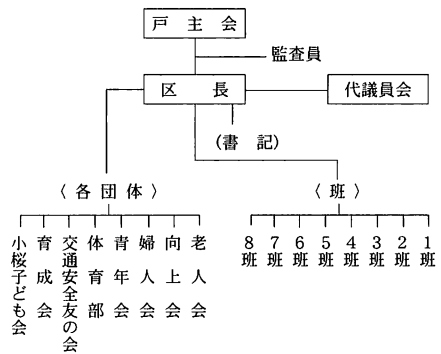 戸主会
監査員
区長
代議員会
(書記)
〈各団体〉
〈班〉
小桜子ども会
育成会
交通安全友の会
体育部
青年会
婦人会
向上会
老人会
8班
7班
6班
5班
4班
3班
2班
1班